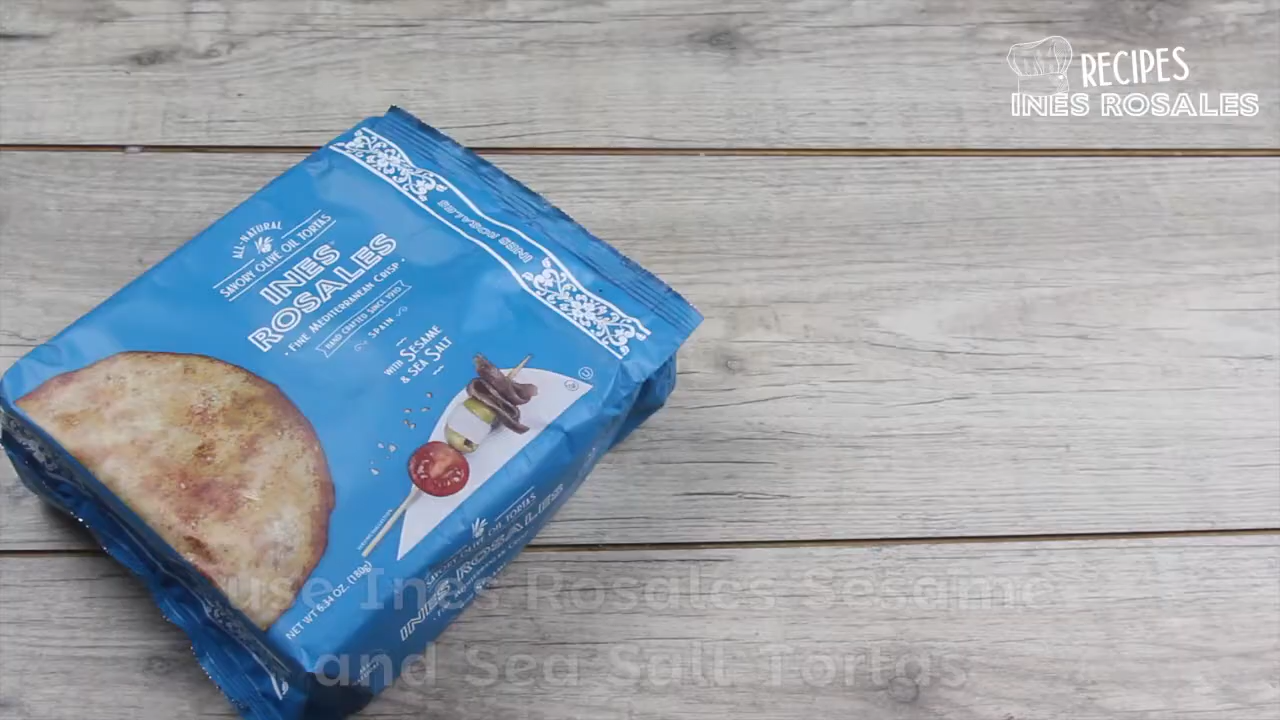 RECIPES
INÉS ROSALES
INES ROSALES
ALL-NATURAL
SAVORY OLIVE OIL TORTAS
INES
ROSALES
· FINE MEDITERRANEAN CRISP ·
HAND CRAFTED SINCE 1910
SPAIN
WITH SESAME
& SEA SALT
U
NET WT 6.34 OZ. (180g)
SAVORY OLIVE OIL TORTAS
INES ROSALES
use Ines Rosales Sesame
and Sea Salt Tortas